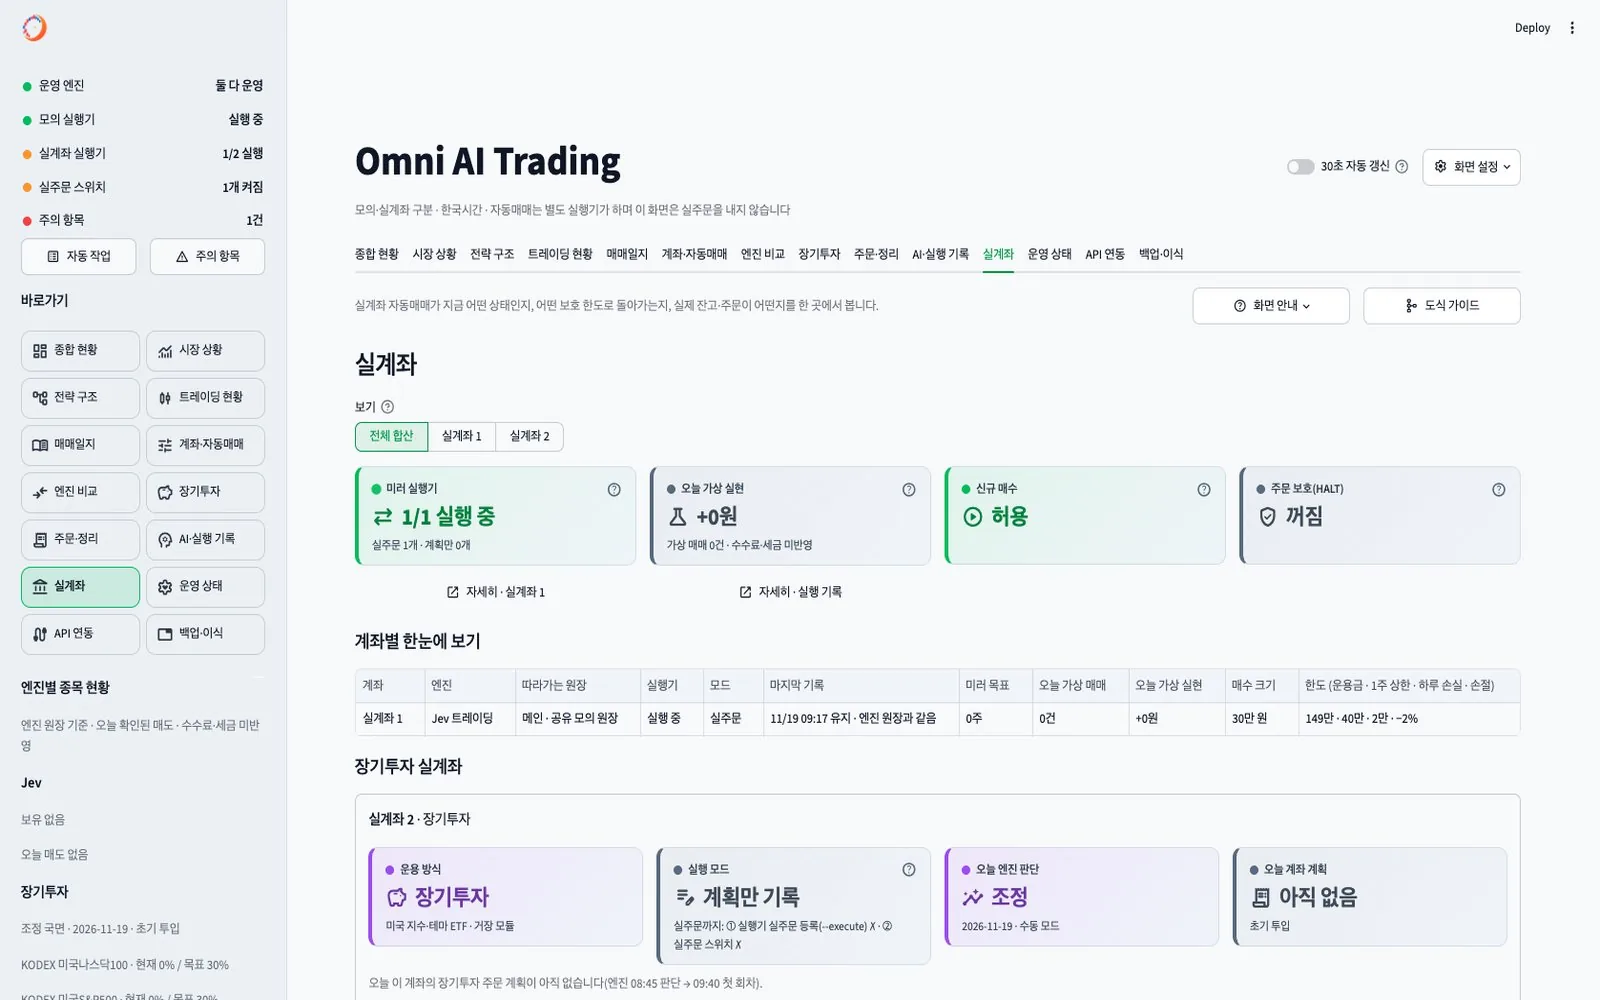 Deploy
운영 엔진 둘 다 운영
모의 실행기 실행 중
실계좌 실행기 1/2 실행
실주문 스위치 1개 켜짐
주의 항목 1건
자동 작업 주의 항목
바로가기
종합 현황 시장 상황
전략 구조 트레이딩 현황
매매일지 계좌·자동매매
엔진 비교 장기투자
주문·정리 AI·실행 기록
실계좌 운영 상태
API 연동 백업·이식
엔진별 종목 현황
엔진 원장 기준 · 오늘 확인된 매도 · 수수료·세금 미반
영
Jev
보유 없음
오늘 매도 없음
장기투자
조정 국면 · 2026-11-19 · 초기 투입
KODEX 미국나스닥100 · 현재 0% / 목표 30%
KODEX 미국S&P500 · 현재 0% / 목표 30%
Omni AI Trading
30초 자동 갱신 화면 설정
모의·실계좌 구분 · 한국시간 · 자동매매는 별도 실행기가 하며 이 화면은 실주문을 내지 않습니다
종합 현황 시장 상황 전략 구조 트레이딩 현황 매매일지 계좌·자동매매 엔진 비교 장기투자 주문·정리 AI·실행 기록 실계좌 운영 상태 API 연동 백업·이식
실계좌 자동매매가 지금 어떤 상태인지, 어떤 보호 한도로 돌아가는지, 실제 잔고·주문이 어떤지를 한 곳에서 봅니다.
화면 안내 도식 가이드
실계좌
보기
전체 합산 실계좌 1 실계좌 2
미러 실행기
1/1 실행 중
실주문 1개 · 계획만 0개
오늘 가상 실현
+0원
가상 매매 0건 · 수수료·세금 미반영
신규 매수
허용
주문 보호(HALT)
꺼짐
자세히 · 실계좌 1 자세히 · 실행 기록
계좌별 한눈에 보기
계좌 엔진 따라가는 원장 실행기 모드 마지막 기록 미러 목표 오늘 가상 매매 오늘 가상 실현 매수 크기 한도 (운용금 · 1주 상한 · 하루 손실 · 손절)
실계좌 1 Jev 트레이딩 메인 · 공유 모의 원장 실행 중 실주문 11/19 09:17 유지 · 엔진 원장과 같음 0주 0건 +0원 30만 원 149만 · 40만 · 2만 · −2%
장기투자 실계좌
실계좌 2 · 장기투자
운용 방식
장기투자
미국 지수·테마 ETF · 거장 모듈
실행 모드
계획만 기록
실주문까지: ① 실행기 실주문 등록(--execute) ✗ · ②
실주문 스위치 ✗
오늘 엔진 판단
조정
2026-11-19 · 수동 모드
오늘 계좌 계획
아직 없음
초기 투입
오늘 이 계좌의 장기투자 주문 계획이 아직 없습니다(엔진 08:45 판단 → 09:40 첫 회차).